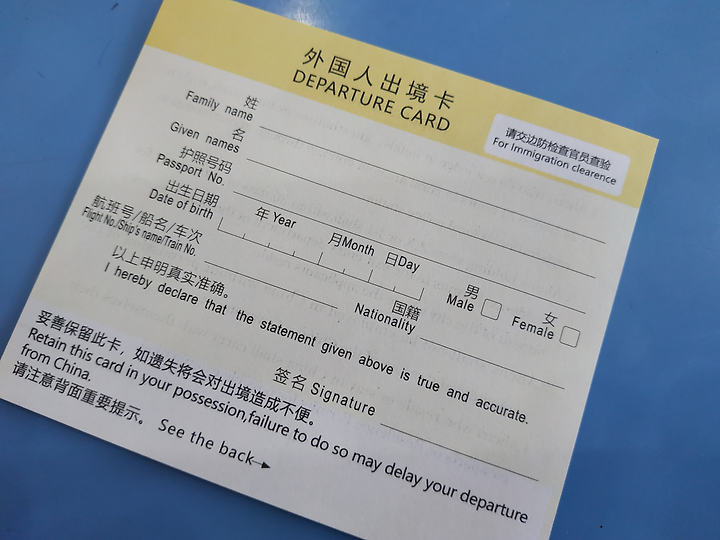 外国人出境卡
DEPARTURE CARD
请交边防检查官员查验
For Immigration clearence
姓
Family name
名
Given names
护照号码
Passport No.
出生日期
Date of birth
年 Year 月Month 日Day
男
Male
女
Female
航班号/船名/车次
Flight No./Ship's name/Train No.
国籍
Nationality
以上申明真实准确。
I hereby declare that the statement given above is true and accurate.
签名 Signature
妥善保留此卡，如遗失将会对出境造成不便。
Retain this card in your possession,failure to do so may delay your departure
from China.
请注意背面重要提示。 See the back